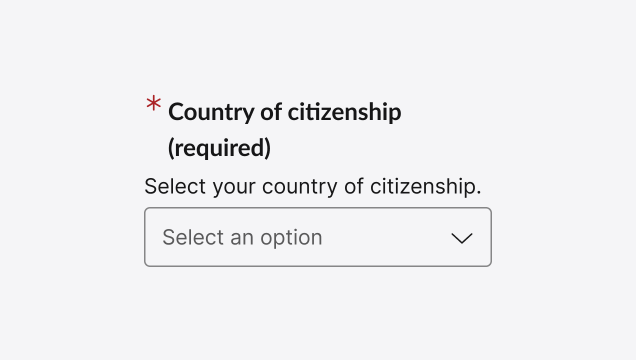 * Country of citizenship
(required)
Select your country of citizenship.
Select an option